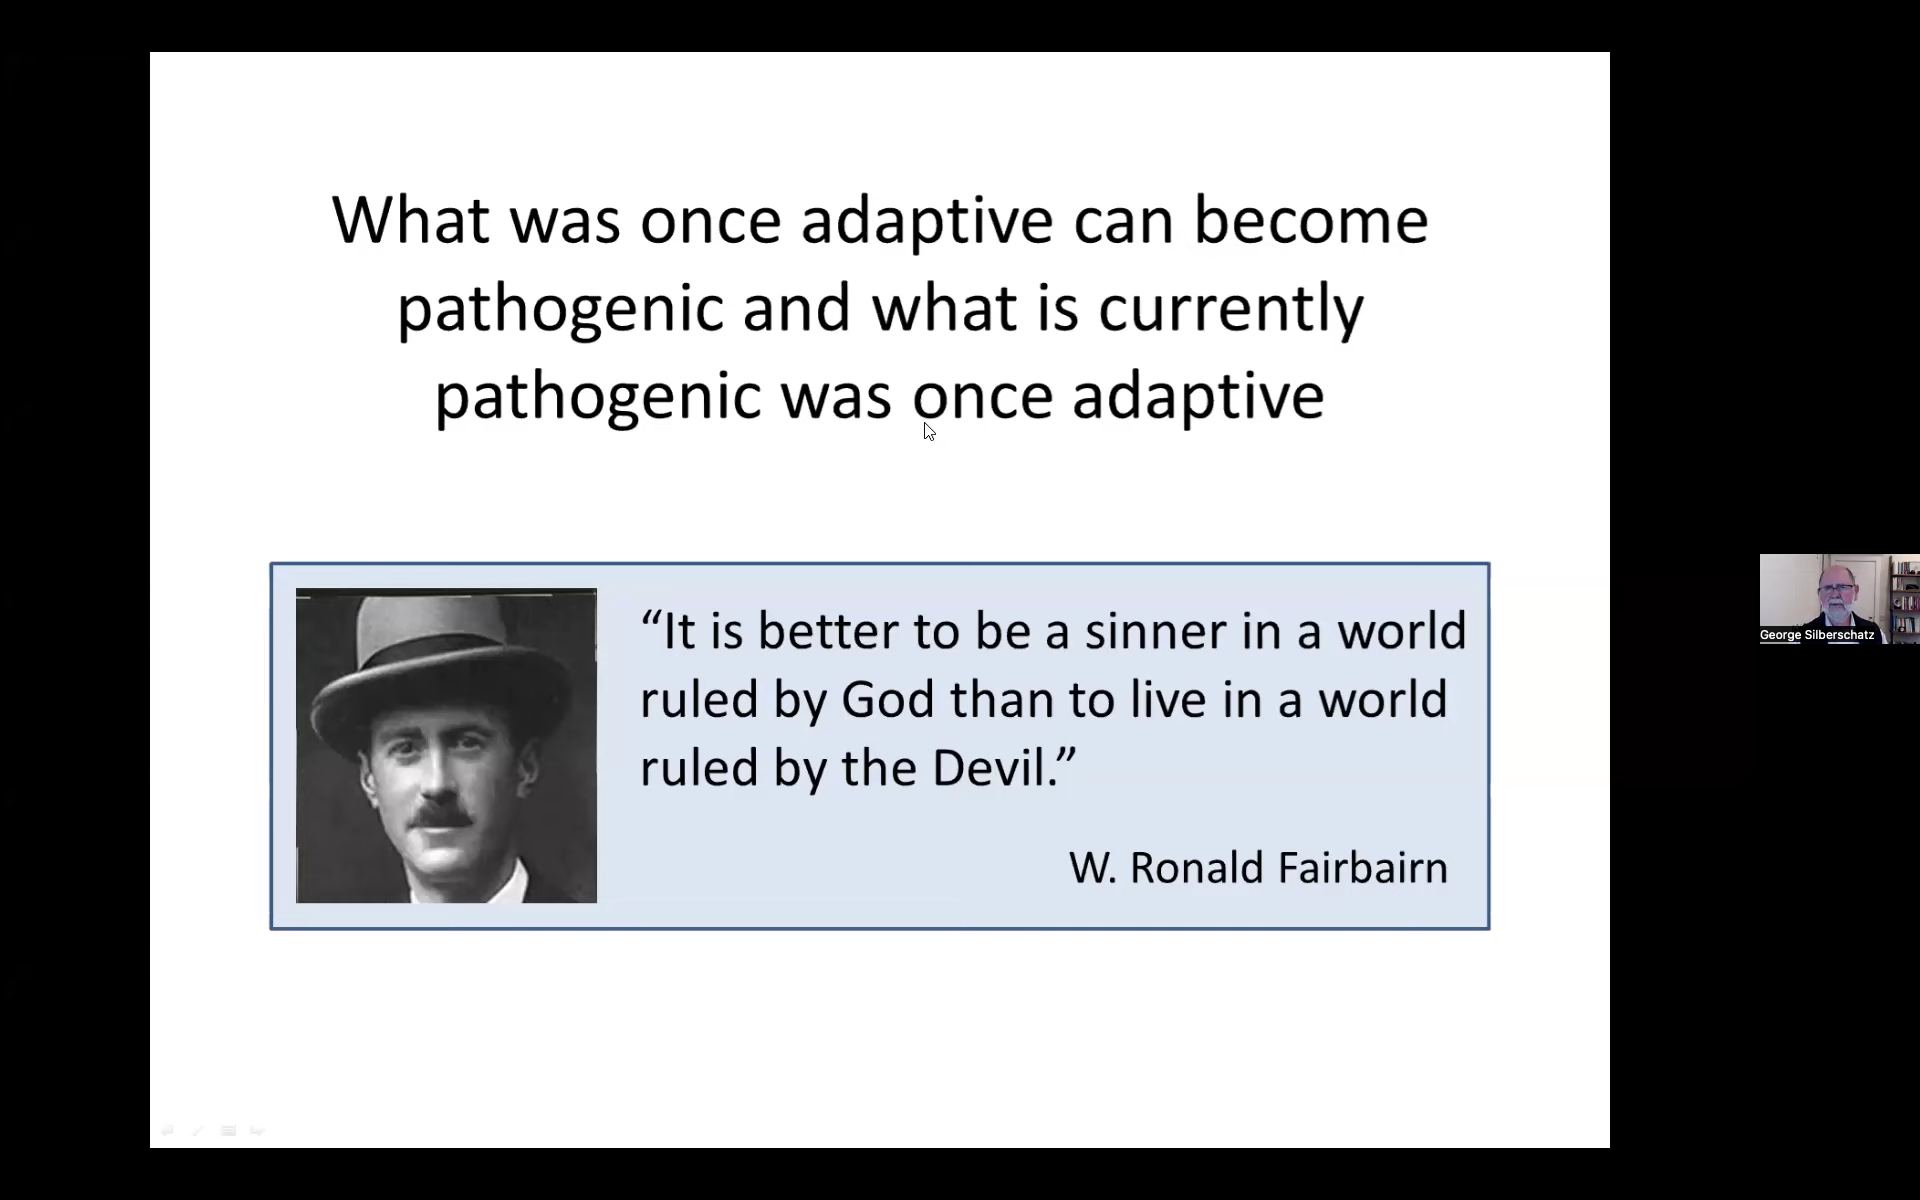 What was once adaptive can become
pathogenic and what is currently
pathogenic was once adaptive
“It is better to be a sinner in a world
ruled by God than to live in a world
ruled by the Devil.”
W. Ronald Fairbairn
George Silberschatz